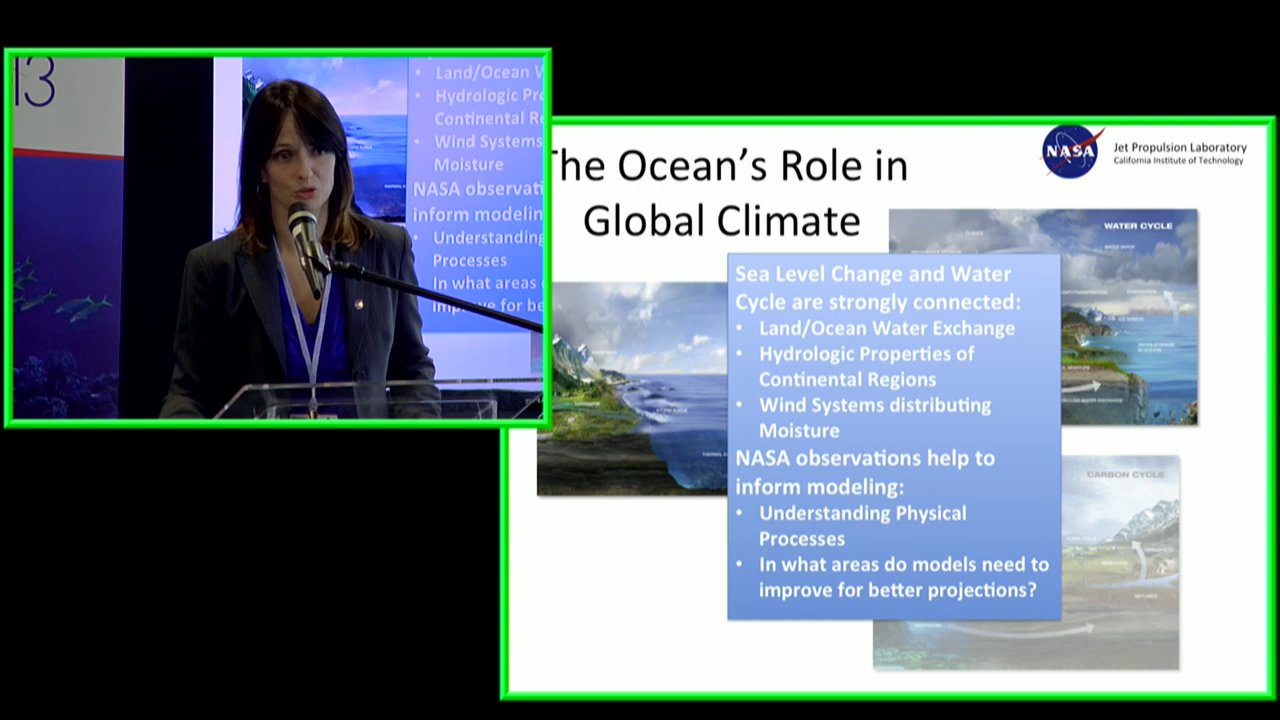 13
Land/Ocean W
• Hydrologic Pr
Continental Re
• Wind Systems
Moisture
NASA observati
inform modelin
• Understanding
Processes
In what areas
The Ocean's Role in
Global Climate
NASA
Jet Propulsion Laboratory
California Institute of Technology
WATER CYCLE
Sea Level Change and Water
Cycle are strongly connected:
• Land/Ocean Water Exchange
• Hydrologic Properties of
Continental Regions
• Wind Systems distributing
Moisture
NASA observations help to
inform modeling:
• Understanding Physical
Processes
• In what areas do models need to
improve for better projections?
STORM SURGE
CARBON CYCLE